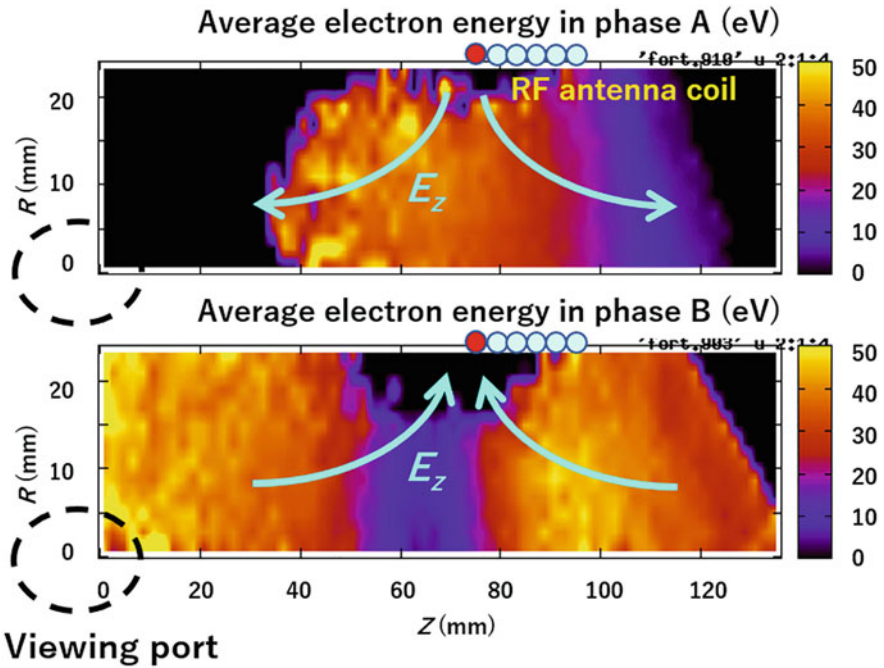 Average electron energy in phase A (eV)
'fort.910' u 2:1:4
RF antenna coil
R (mm)
20
10
0
E_z
50
40
30
20
10
0
Average electron energy in phase B (eV)
'fort.903' u 2:1:4
R (mm)
20
10
0
E_z
50
40
30
20
10
0
0 20 40 60 80 100 120
Z (mm)
Viewing port